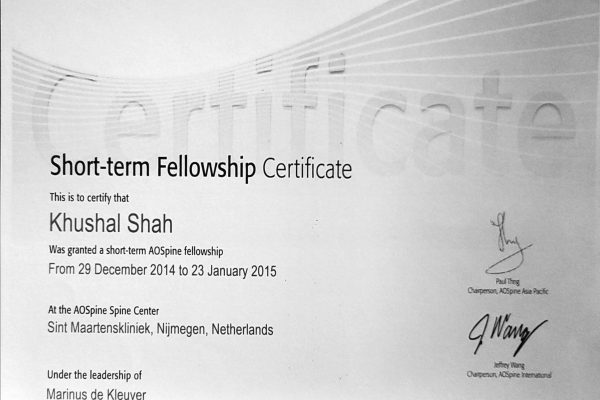 Certificate
Short-term Fellowship Certificate
This is to certify that
Khushal Shah
Was granted a short-term AOSpine fellowship
From 29 December 2014 to 23 January 2015
At the AOSpine Spine Center
Sint Maartenskliniek, Nijmegen, Netherlands
Under the leadership of
Marinus de Kleuver
Paul Thng
Chairperson, AOSpine Asia Pacific
J. Wang
Jeffrey Wang
Chairperson, AOSpine International